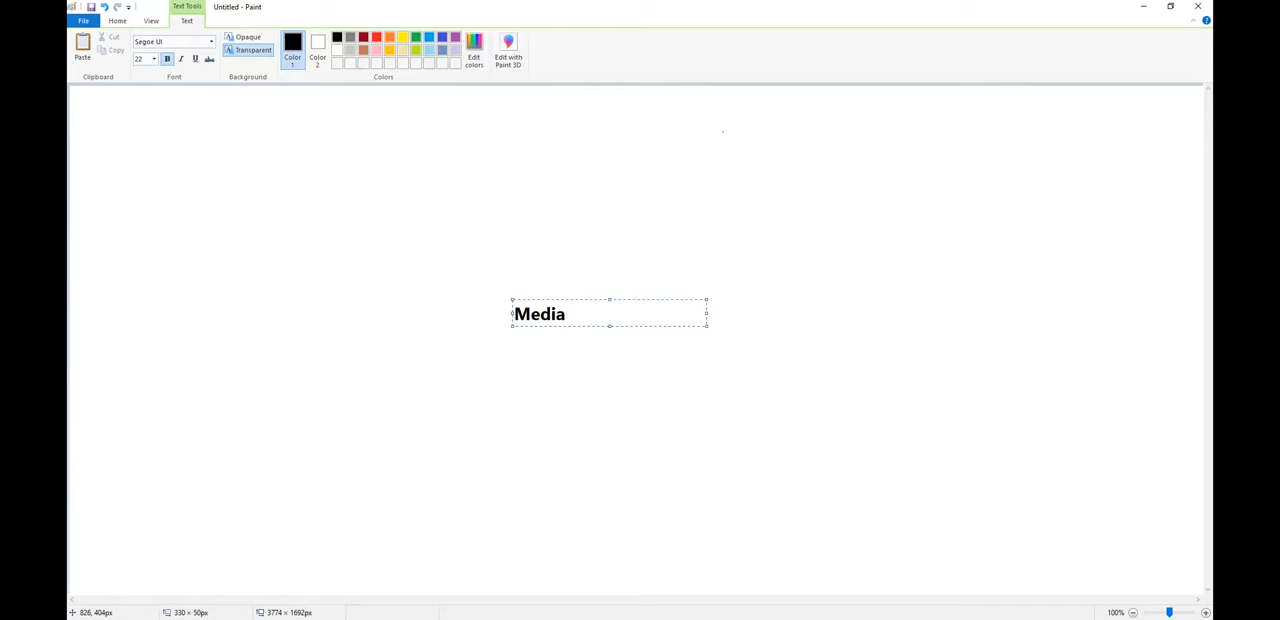 Text Tools
Untitled - Paint
File
Home
View
Text
Paste
Cut
Copy
Clipboard
Segoe UI
22
B I U abc
Font
Opaque
Transparent
Background
Color 1
Color 2
Edit colors
Colors
Edit with Paint 3D
Media
826, 404px
330 × 50px
3774 × 1692px
100%